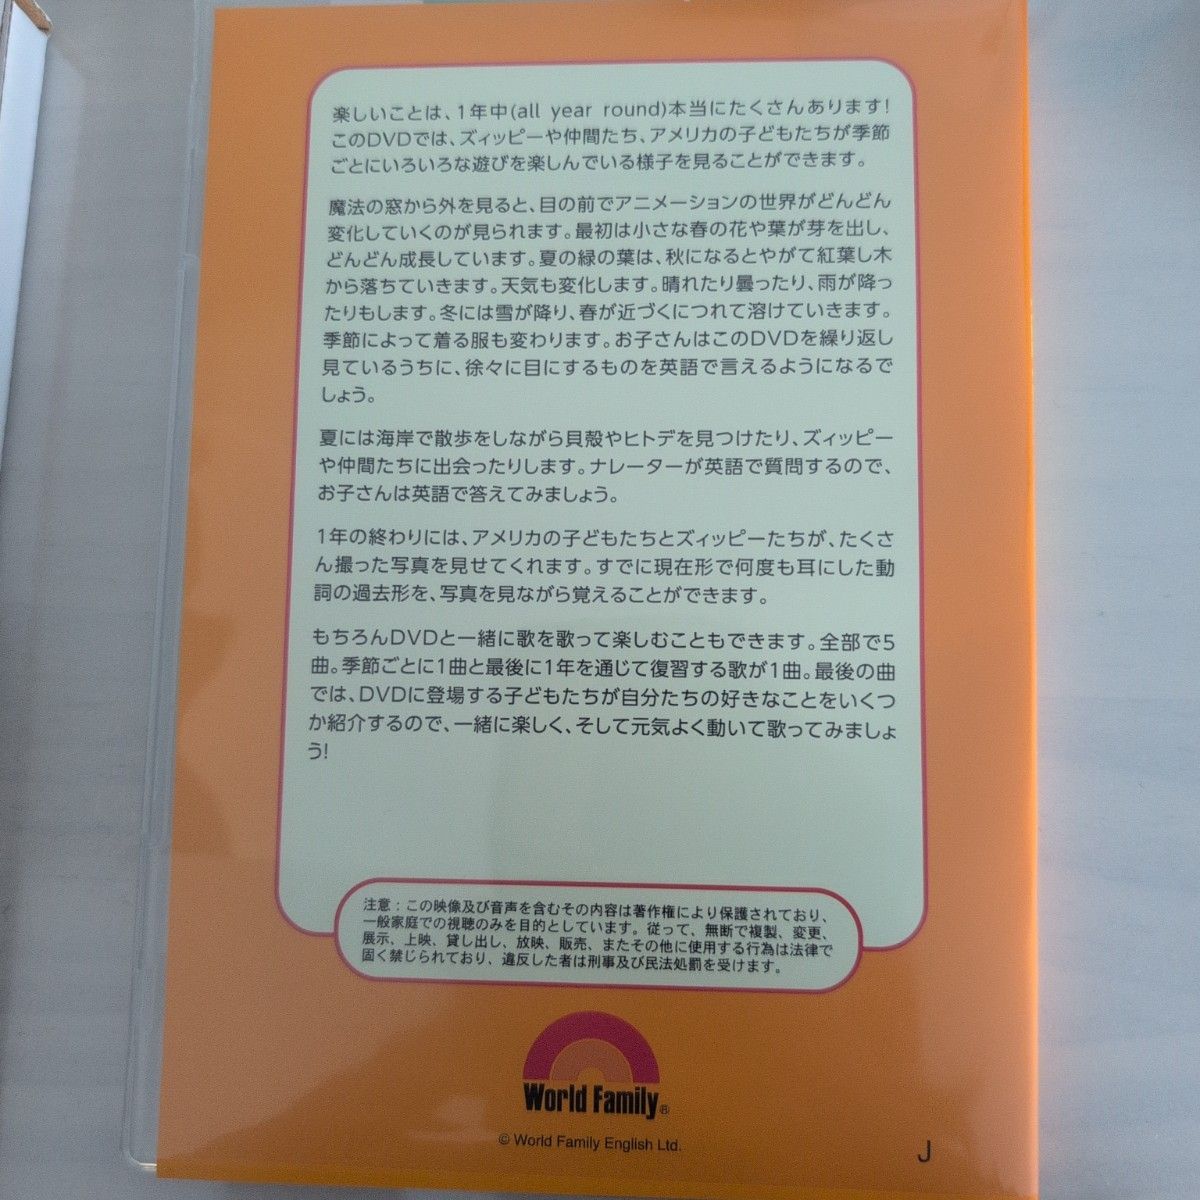 楽しいことは、1年中(all year round)本当にたくさんあります!
このDVDでは、ズィッピーや仲間たち、アメリカの子どもたちが季節
ごとにいろいろな遊びを楽しんでいる様子を見ることができます。
魔法の窓から外を見ると、目の前でアニメーションの世界がどんどん
変化していくのが見られます。最初は小さな春の花や葉が芽を出し、
どんどん成長しています。夏の緑の葉は、秋になるとやがて紅葉し木
から落ちていきます。天気も変化します。晴れたり曇ったり、雨が降っ
たりもします。冬には雪が降り、春が近づくにつれて溶けていきます。
季節によって着る服も変わります。お子さんはこのDVDを繰り返し
見ているうちに、徐々に目にするものを英語で言えるようになるで
しょう。
夏には海岸で散歩をしながら貝殻やヒトデを見つけたり、ズィッピー
や仲間たちに出会ったりします。ナレーターが英語で質問するので、
お子さんは英語で答えてみましょう。
1年の終わりには、アメリカの子どもたちとズィッピーたちが、たくさ
ん撮った写真を見せてくれます。すでに現在形で何度も耳にした動
詞の過去形を、写真を見ながら覚えることができます。
もちろんDVDと一緒に歌を歌って楽しむこともできます。全部で5
曲。季節ごとに1曲と最後に1年を通じて復習する歌が1曲。最後の曲
では、DVDに登場する子どもたちが自分たちの好きなことをいくつ
か紹介するので、一緒に楽しく、そして元気よく動いて歌ってみましょ
う!
注意：この映像及び音声を含むその内容は著作権により保護されており、
一般家庭での視聴のみを目的としています。従って、無断で複製、変更、
展示、上映、貸し出し、放映、販売、またその他に使用する行為は法律で
固く禁じられており、違反した者は刑事及び民法処罰を受けます。
World Family®
© World Family English Ltd.
J